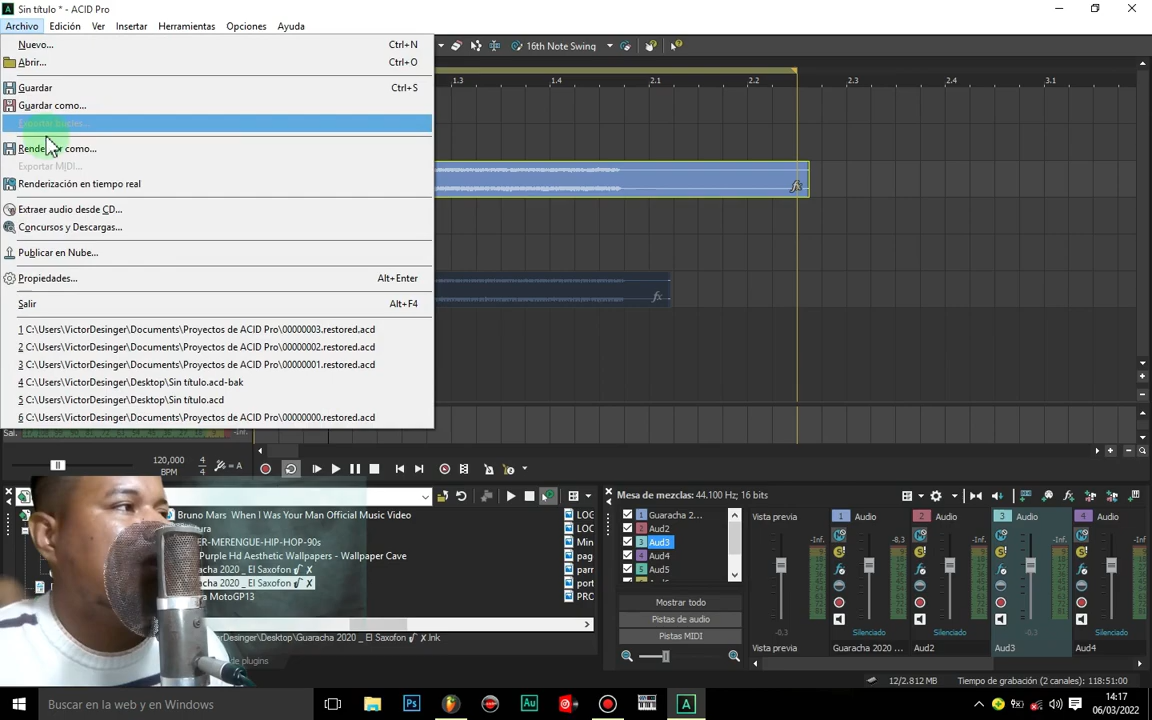 Sin título * - ACID Pro
Archivo Edición Ver Insertar Herramientas Opciones Ayuda
Nuevo... Ctrl+N
Abrir... Ctrl+O
16th Note Swing
Guardar Ctrl+S
Guardar como...
Exportar bucles...
1.3 1.4 2.1 2.2 2.3 2.4 3.1
Renderizar como...
Exportar MIDI...
Renderización en tiempo real
Extraer audio desde CD...
Concursos y Descargas...
Publicar en Nube...
Propiedades... Alt+Enter
Salir Alt+F4
1 C:\Users\VictorDesinger\Documents\Proyectos de ACID Pro\00000003.restored.acd
2 C:\Users\VictorDesinger\Documents\Proyectos de ACID Pro\00000002.restored.acd
3 C:\Users\VictorDesinger\Documents\Proyectos de ACID Pro\00000001.restored.acd
4 C:\Users\VictorDesinger\Desktop\Sin título.acd-bak
5 C:\Users\VictorDesinger\Desktop\Sin título.acd
6 C:\Users\VictorDesinger\Documents\Proyectos de ACID Pro\00000000.restored.acd
Sal. -Inf.
120,000 BPM 4 4 = A
Mesa de mezclas: 44.100 Hz; 16 bits
Bruno Mars When I Was Your Man Official Music Video LOG
tura LOC
ER-MERENGUE-HIP-HOP-90s Min
Purple Hd Aesthetic Wallpapers - Wallpaper Cave pag
acha 2020 _ El Saxofon parr
acha 2020 _ El Saxofon port
a MotoGP13 PRC
Desinger\Desktop\Guaracha 2020 _ El Saxofon .lnk
de plugins
1 Guaracha 2...
2 Aud2
3 Aud3
4 Aud4
5 Aud5
Mostrar todo
Pistas de audio
Pistas MIDI
Vista previa 1 Audio 2 Audio 3 Audio 4 Audio
-Inf. -8,3 -Inf. -Inf.
-0.3 Silenciado Silenciado -0.3 Silenciado
Vista previa Guaracha 2020 ... Aud2 Aud3 Aud4
12/2.812 MB Tiempo de grabación (2 canales): 118:51:00
Buscar en la web y en Windows
14:17
06/03/2022